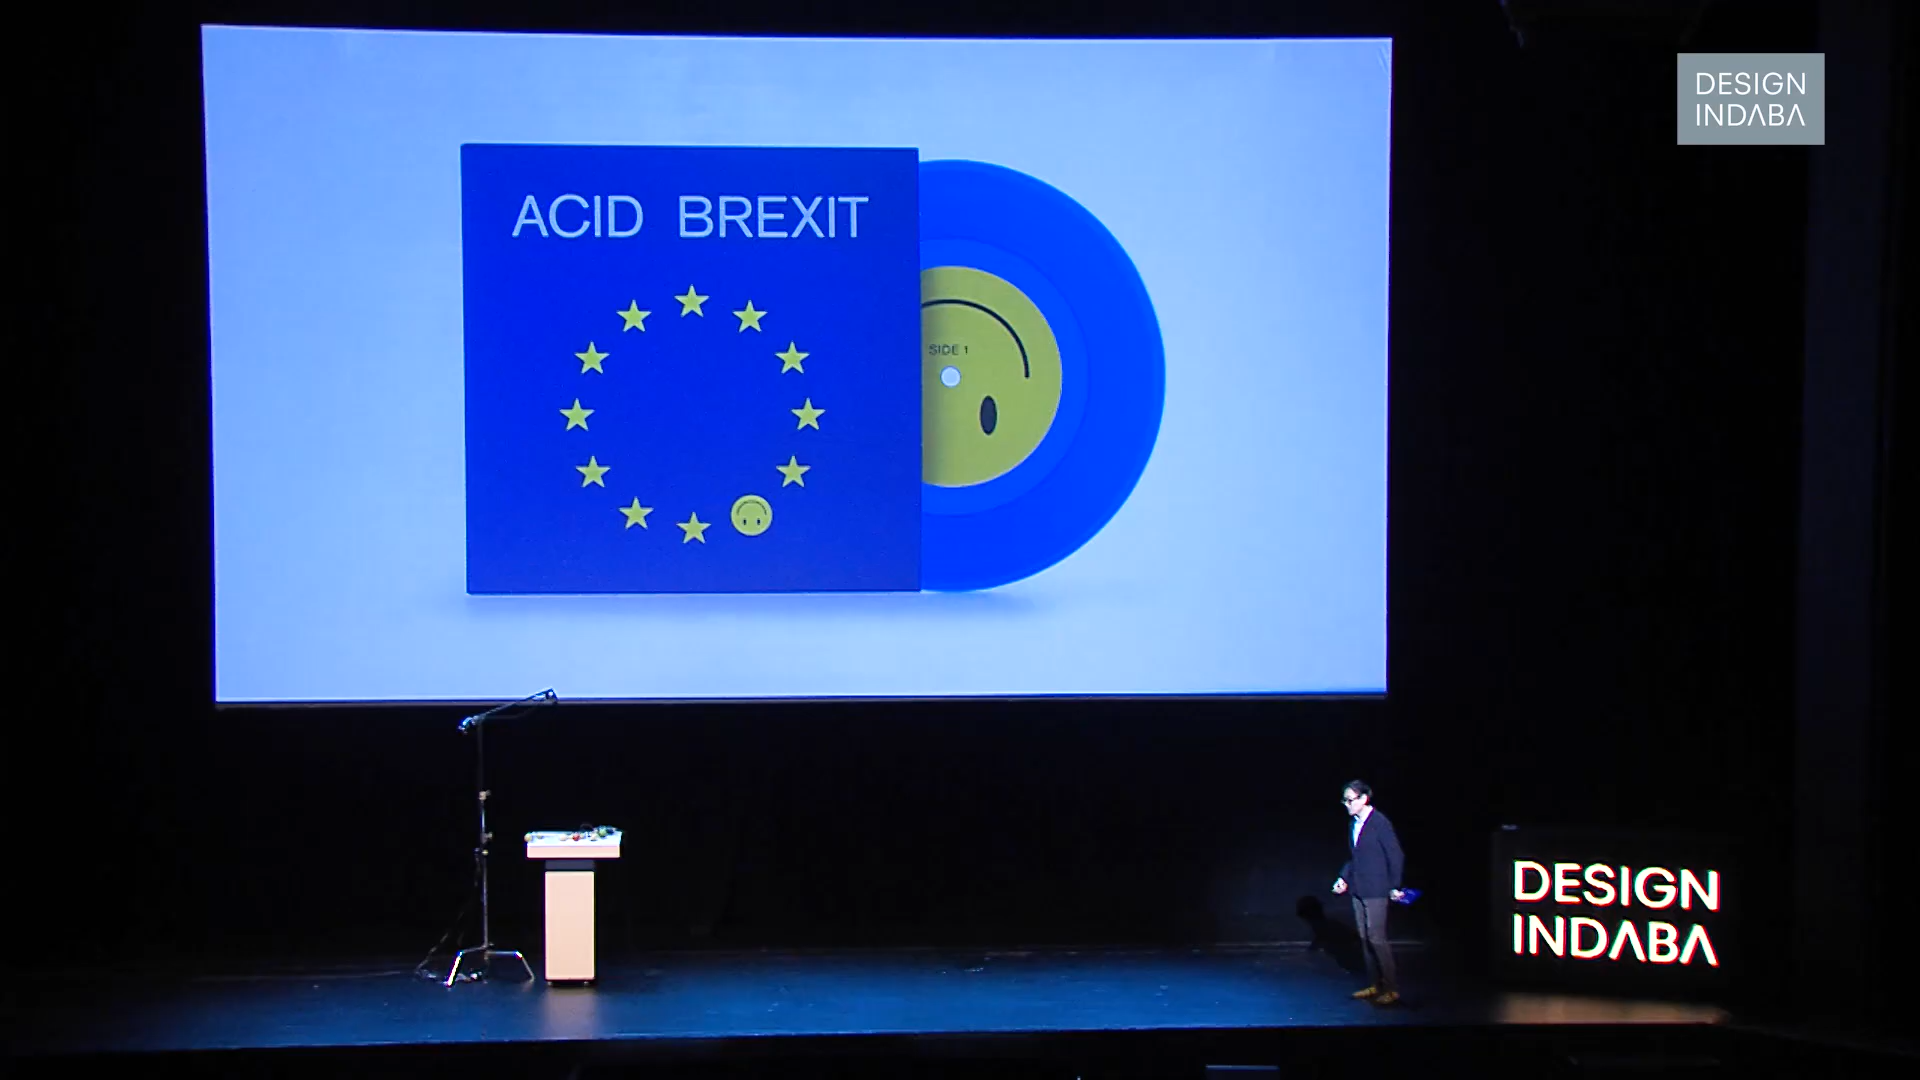 DESIGN
INDABA
ACID BREXIT
SIDE 1
DESIGN
INDABA